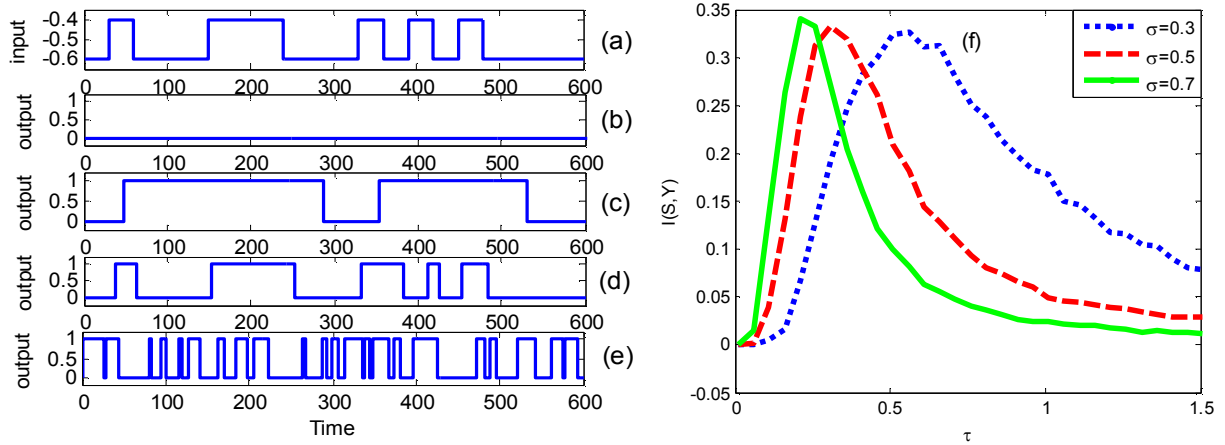 input
-0.4
-0.5
-0.6
0 100 200 300 400 500 600
(a)
output
1
0.5
0
0 100 200 300 400 500 600
(b)
output
1
0.5
0
0 100 200 300 400 500 600
(c)
output
1
0.5
0
0 100 200 300 400 500 600
(d)
output
1
0.5
0
0 100 200 300 400 500 600
(e)
Time
0.35
0.3
0.25
0.2
0.15
0.1
0.05
0
-0.05
I(S,Y)
(f)
σ=0.3
σ=0.5
σ=0.7
0 0.5 1 1.5
τ